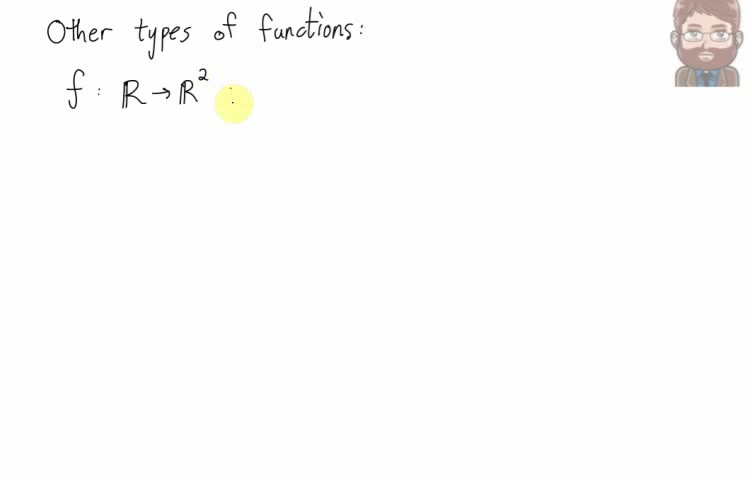 Other types of functions:
f : ℝ → ℝ² :